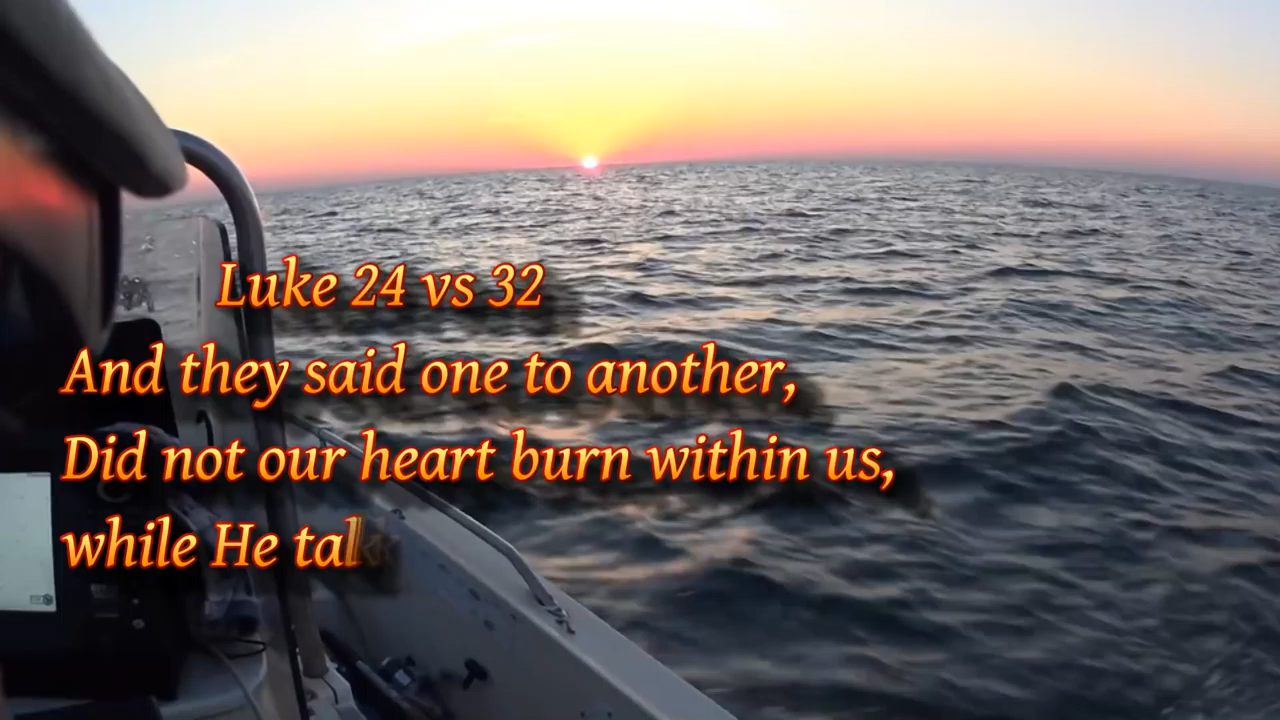 Luke 24 vs 32
And they said one to another,
Did not our heart burn within us,
while He talk